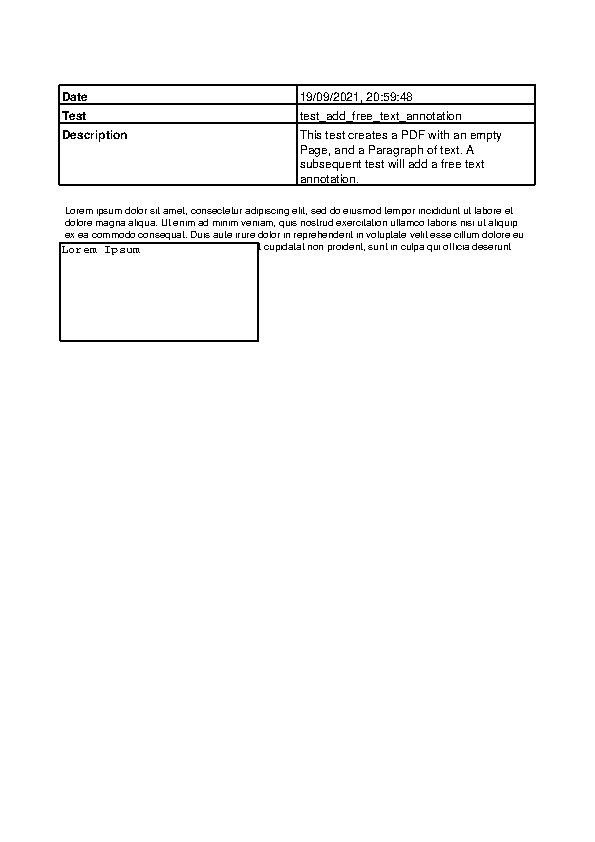 Date 19/09/2021, 20:59:48
Test test_add_free_text_annotation
Description This test creates a PDF with an empty
Page, and a Paragraph of text. A
subsequent test will add a free text
annotation.
Lorem ipsum dolor sit amet, consectetur adipiscing elit, sed do eiusmod tempor incididunt ut labore et
dolore magna aliqua. Ut enim ad minim veniam, quis nostrud exercitation ullamco laboris nisi ut aliquip
ex ea commodo consequat. Duis aute irure dolor in reprehenderit in voluptate velit esse cillum dolore eu
cupidatat non proident, sunt in culpa qui officia deserunt
Lorem Ipsum